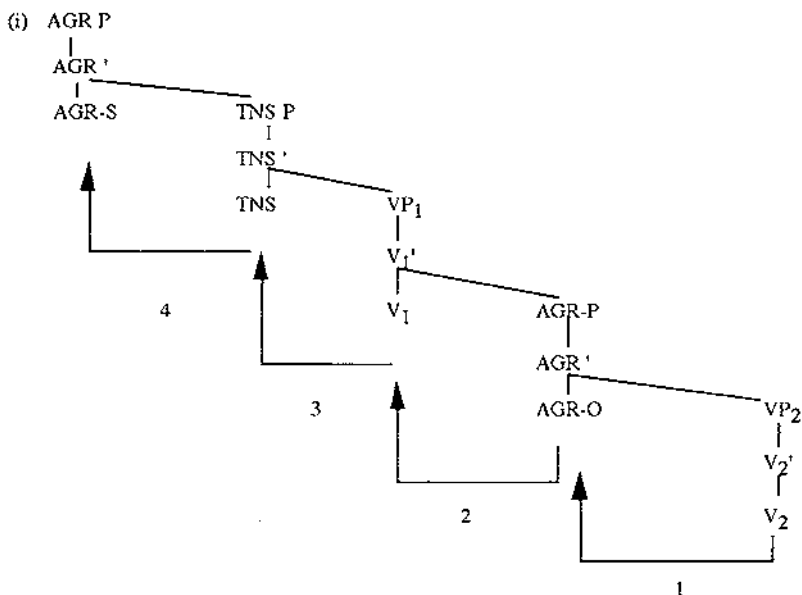 (i) AGR P
AGR '
AGR-S TNS P
TNS '
TNS VP1
V1'
4 V1 AGR-P
AGR '
3 AGR-O VP2
V2'
2 V2
1